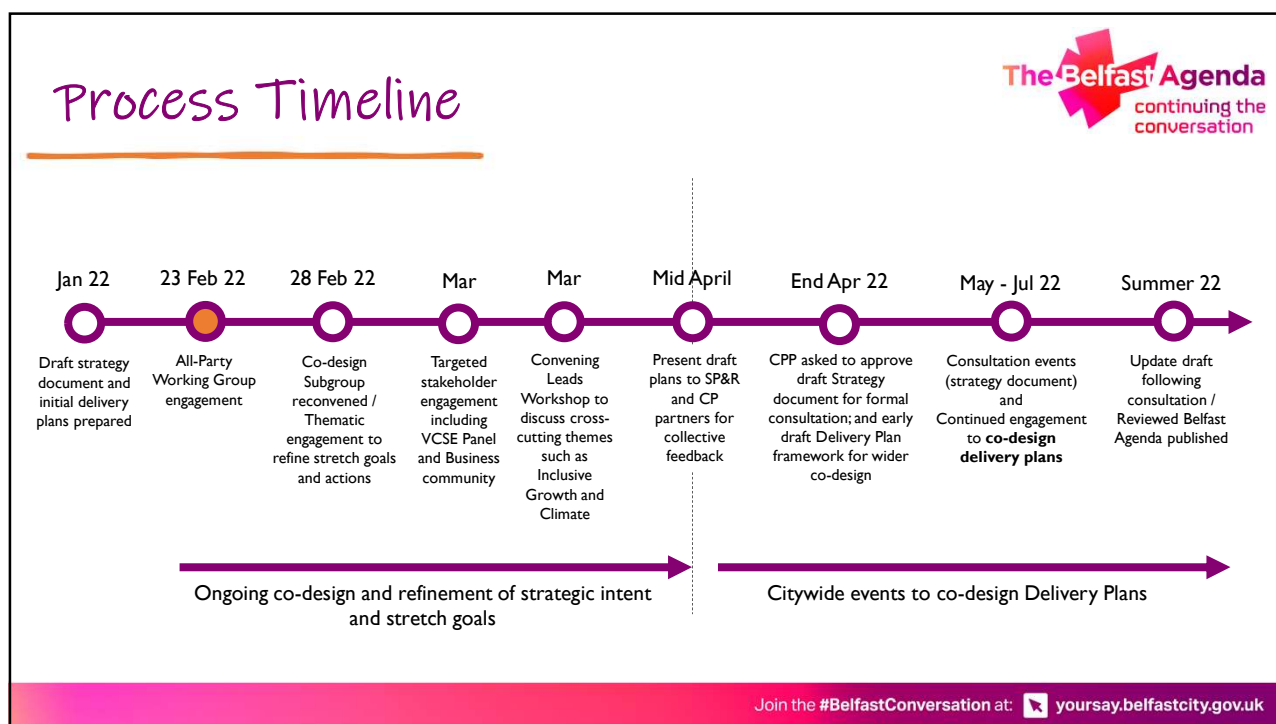 Process Timeline
The Belfast Agenda
continuing the
conversation
Jan 22
Draft strategy
document and
initial delivery
plans prepared
23 Feb 22
All-Party
Working Group
engagement
28 Feb 22
Co-design
Subgroup
reconvened /
Thematic
engagement to
refine stretch goals
and actions
Mar
Targeted
stakeholder
engagement
including
VCSE Panel
and Business
community
Mar
Convening
Leads
Workshop to
discuss cross-
cutting themes
such as
Inclusive
Growth and
Climate
Mid April
Present draft
plans to SP&R
and CP
partners for
collective
feedback
End Apr 22
CPP asked to approve
draft Strategy
document for formal
consultation; and early
draft Delivery Plan
framework for wider
co-design
May - Jul 22
Consultation events
(strategy document)
and
Continued engagement
to co-design
delivery plans
Summer 22
Update draft
following
consultation /
Reviewed Belfast
Agenda published
Ongoing co-design and refinement of strategic intent
and stretch goals
Citywide events to co-design Delivery Plans
Join the #BelfastConversation at: yoursay.belfastcity.gov.uk